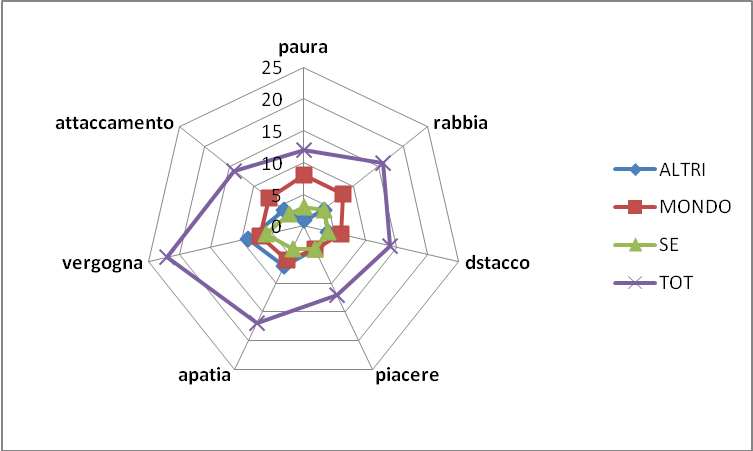 paura
25
20
15
10
5
0
attaccamento
rabbia
vergogna
dstacco
apatia
piacere
ALTRI
MONDO
SE
TOT